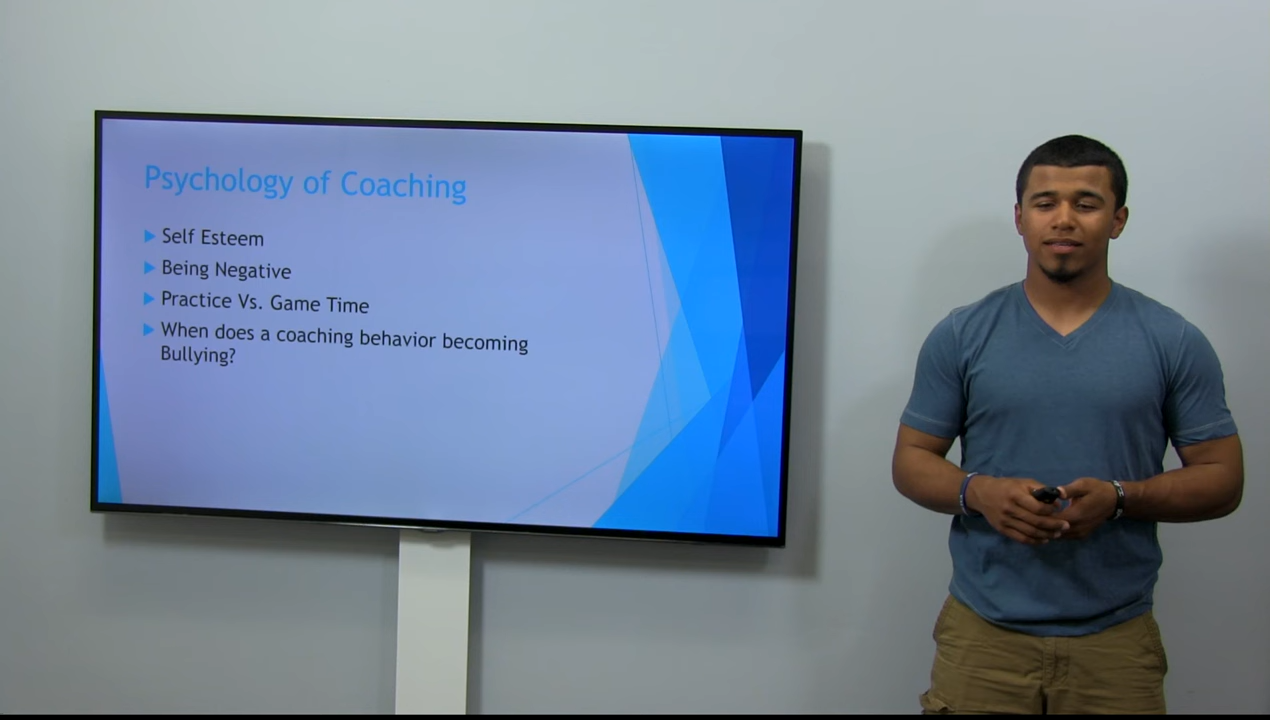 Psychology of Coaching
Self Esteem
Being Negative
Practice Vs. Game Time
When does a coaching behavior becoming
Bullying?